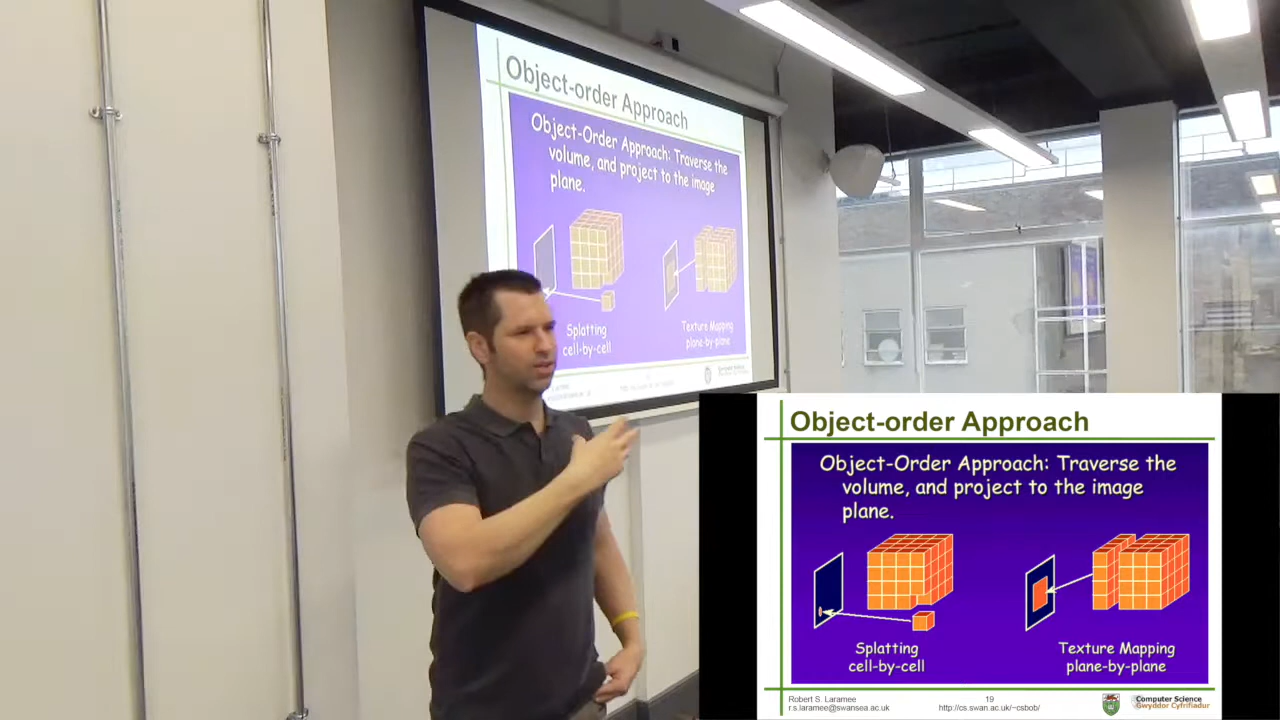 Object-order Approach
Object-Order Approach: Traverse the
volume, and project to the image
plane.
Splatting
cell-by-cell
Texture Mapping
plane-by-plane
Object-order Approach
Object-Order Approach: Traverse the
volume, and project to the image
plane.
Splatting
cell-by-cell
Texture Mapping
plane-by-plane
Robert S. Laramee
r.s.laramee@swansea.ac.uk
19
http://cs.swan.ac.uk/~csbob/
Computer Science
Gwyddor Cyfrifiadur